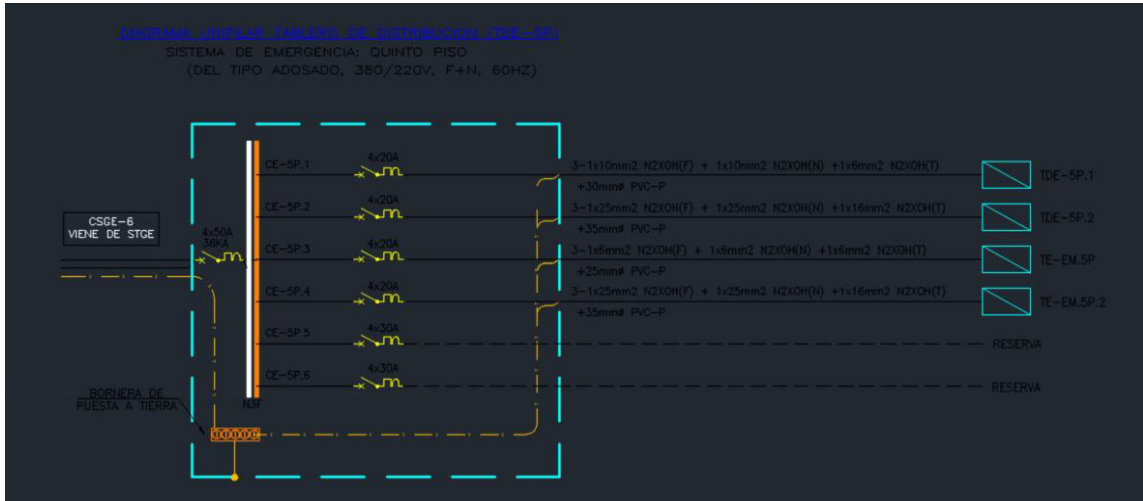 DIAGRAMA UNIFILAR TABLERO DE DISTRIBUCION (TDE-5P)
SISTEMA DE EMERGENCIA: QUINTO PISO
(DEL TIPO ADOSADO, 380/220V, F+N, 60HZ)
CSGE-6
VIENE DE STGE
4x50A
36KA
CE-5P.1
4x20A
3-1x10mm2 N2XOH(F) + 1x10mm2 N2XOH(N) +1x6mm2 N2XOH(T)
+30mmø PVC-P
TDE-5P.1
CE-5P.2
4x20A
3-1x25mm2 N2XOH(F) + 1x25mm2 N2XOH(N) +1x16mm2 N2XOH(T)
+35mmø PVC-P
TDE-5P.2
CE-5P.3
4x20A
3-1x6mm2 N2XOH(F) + 1x6mm2 N2XOH(N) +1x6mm2 N2XOH(T)
+25mmø PVC-P
TE-EM.5P
CE-5P.4
4x20A
3-1x25mm2 N2XOH(F) + 1x25mm2 N2XOH(N) +1x16mm2 N2XOH(T)
+35mmø PVC-P
TE-EM.5P.2
CE-5P.5
4x30A
RESERVA
CE-5P.6
4x30A
RESERVA
N3F
BORNERA DE
PUESTA A TIERRA